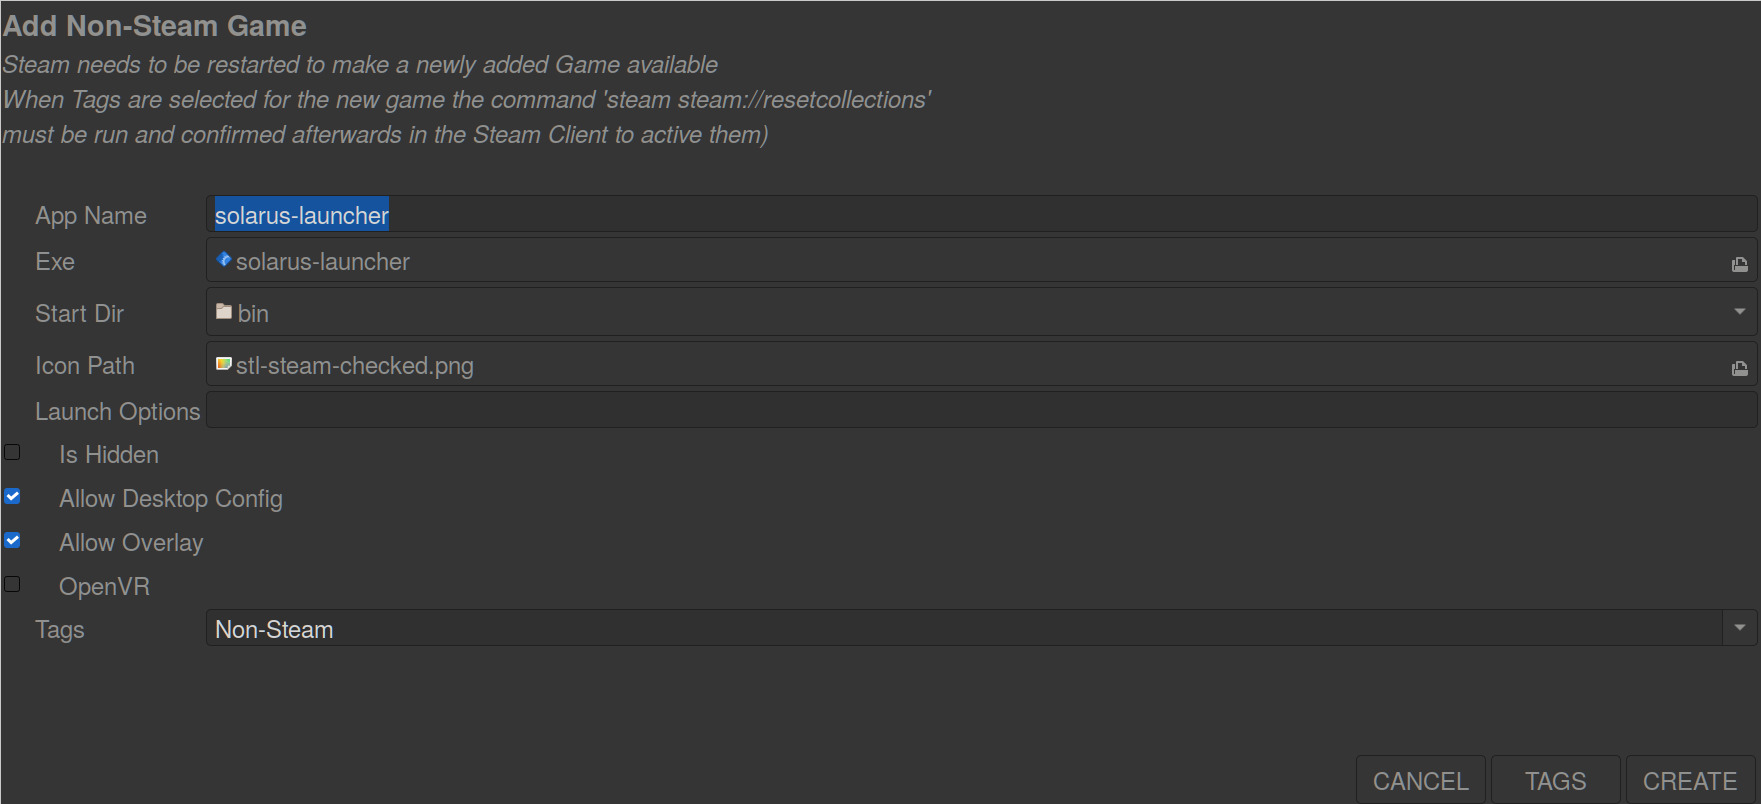 Add Non-Steam Game
Steam needs to be restarted to make a newly added Game available
When Tags are selected for the new game the command 'steam steam://resetcollections'
must be run and confirmed afterwards in the Steam Client to active them)
App Name solarus-launcher
Exe solarus-launcher
Start Dir bin
Icon Path stl-steam-checked.png
Launch Options
Is Hidden
Allow Desktop Config
Allow Overlay
OpenVR
Tags Non-Steam
CANCEL TAGS CREATE